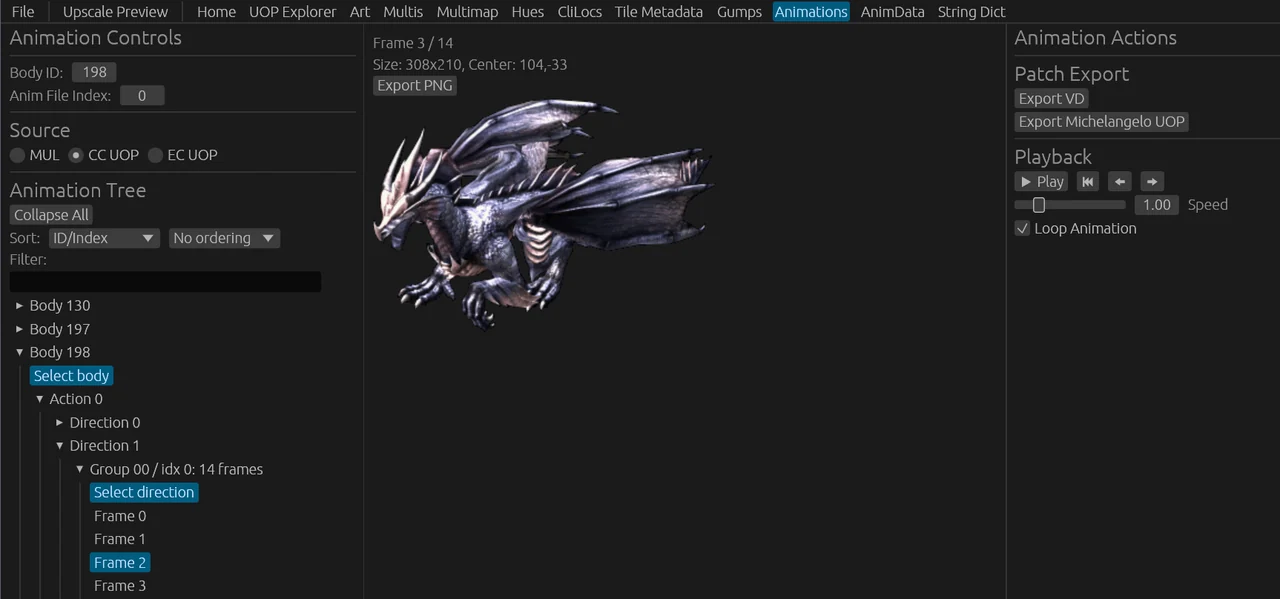 File Upscale Preview Home UOP Explorer Art Multis Multimap Hues CliLocs Tile Metadata Gumps Animations AnimData String Dict
Animation Controls
Body ID: 198
Anim File Index: 0
Source
MUL CC UOP EC UOP
Animation Tree
Collapse All
Sort: ID/Index No ordering
Filter:
Body 130
Body 197
Body 198
Select body
Action 0
Direction 0
Direction 1
Group 00 / idx 0: 14 frames
Select direction
Frame 0
Frame 1
Frame 2
Frame 3
Frame 3 / 14
Size: 308x210, Center: 104,-33
Export PNG
Animation Actions
Patch Export
Export VD
Export Michelangelo UOP
Playback
Play
1.00 Speed
Loop Animation